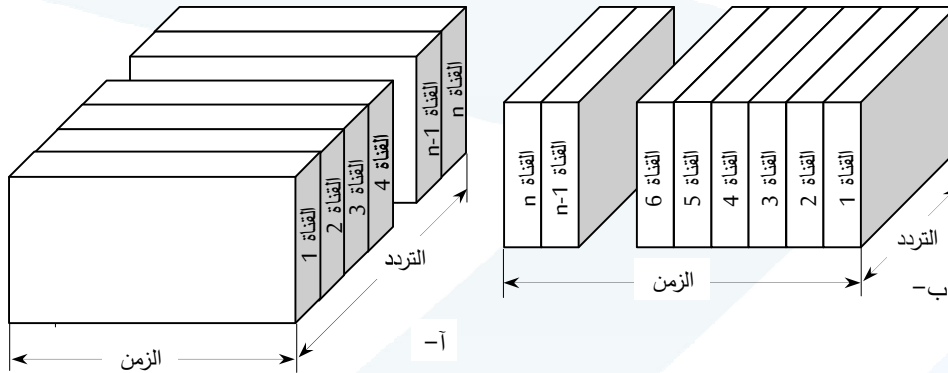 القناة 1
القناة 2
القناة 3
القناة 4
القناة n-1
القناة n
التردد
الزمن
آ-
القناة n
القناة n-1
القناة 6
القناة 5
القناة 4
القناة 3
القناة 2
القناة 1
التردد
الزمن
ب-